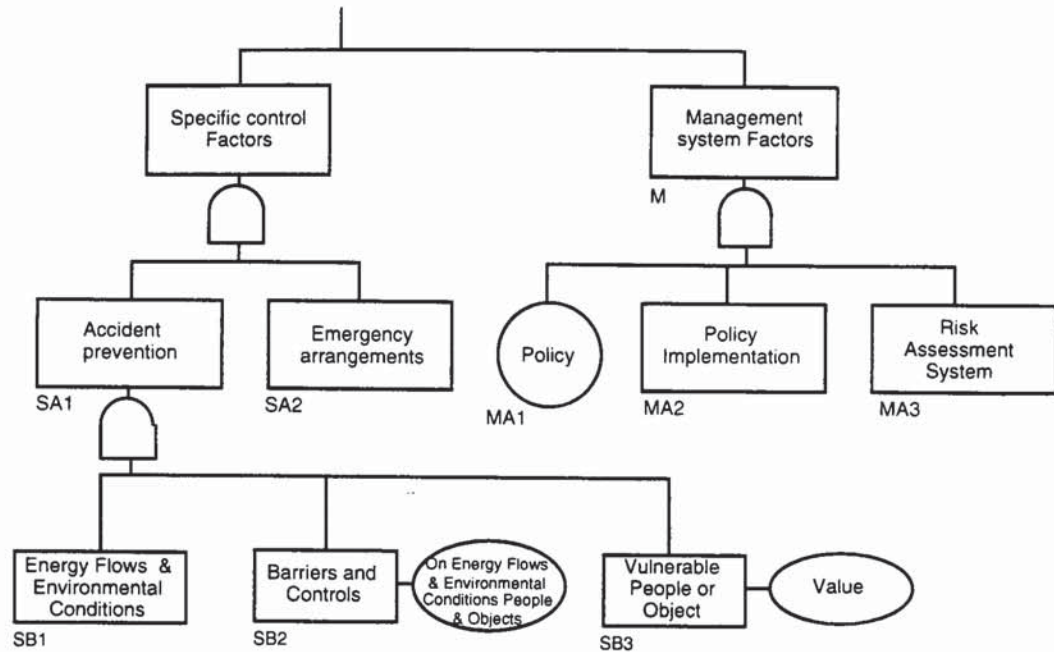 Specific control
Factors
Management
system Factors
M
Accident
prevention
SA1
Emergency
arrangements
SA2
Policy
MA1
Policy
Implementation
MA2
Risk
Assessment
System
MA3
Energy Flows &
Environmental
Conditions
SB1
Barriers and
Controls
SB2
On Energy Flows
& Environmental
Conditions People
& Objects
Vulnerable
People or
Object
SB3
Value